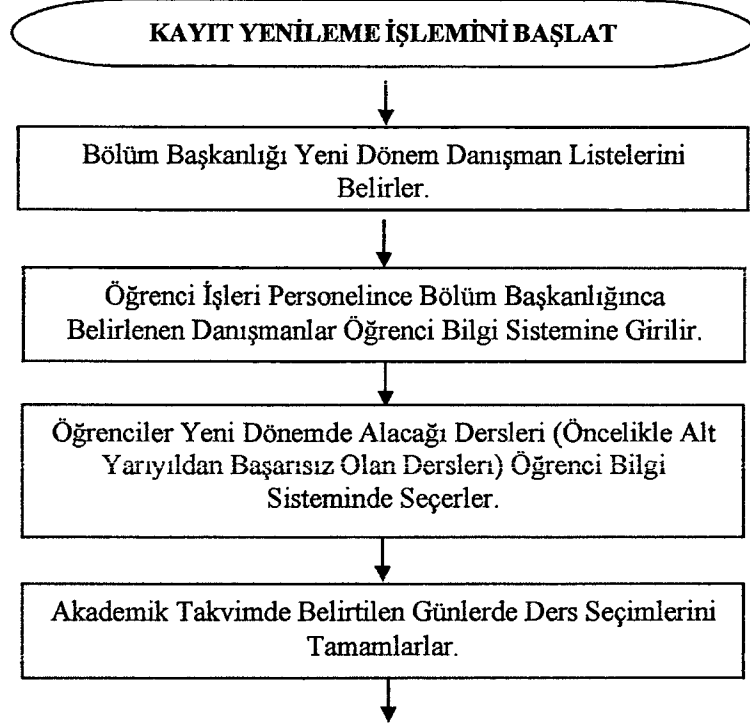 KAYIT YENİLEME İŞLEMİNİ BAŞLAT
Bölüm Başkanlığı Yeni Dönem Danışman Listelerini
Belirler.
Öğrenci İşleri Personelince Bölüm Başkanlığınca
Belirlenen Danışmanlar Öğrenci Bilgi Sistemine Girilir.
Öğrenciler Yeni Dönemde Alacağı Dersleri (Öncelikle Alt
Yarıyıldan Başarısız Olan Dersleri) Öğrenci Bilgi
Sisteminde Seçerler.
Akademik Takvimde Belirtilen Günlerde Ders Seçimlerini
Tamamlarlar.